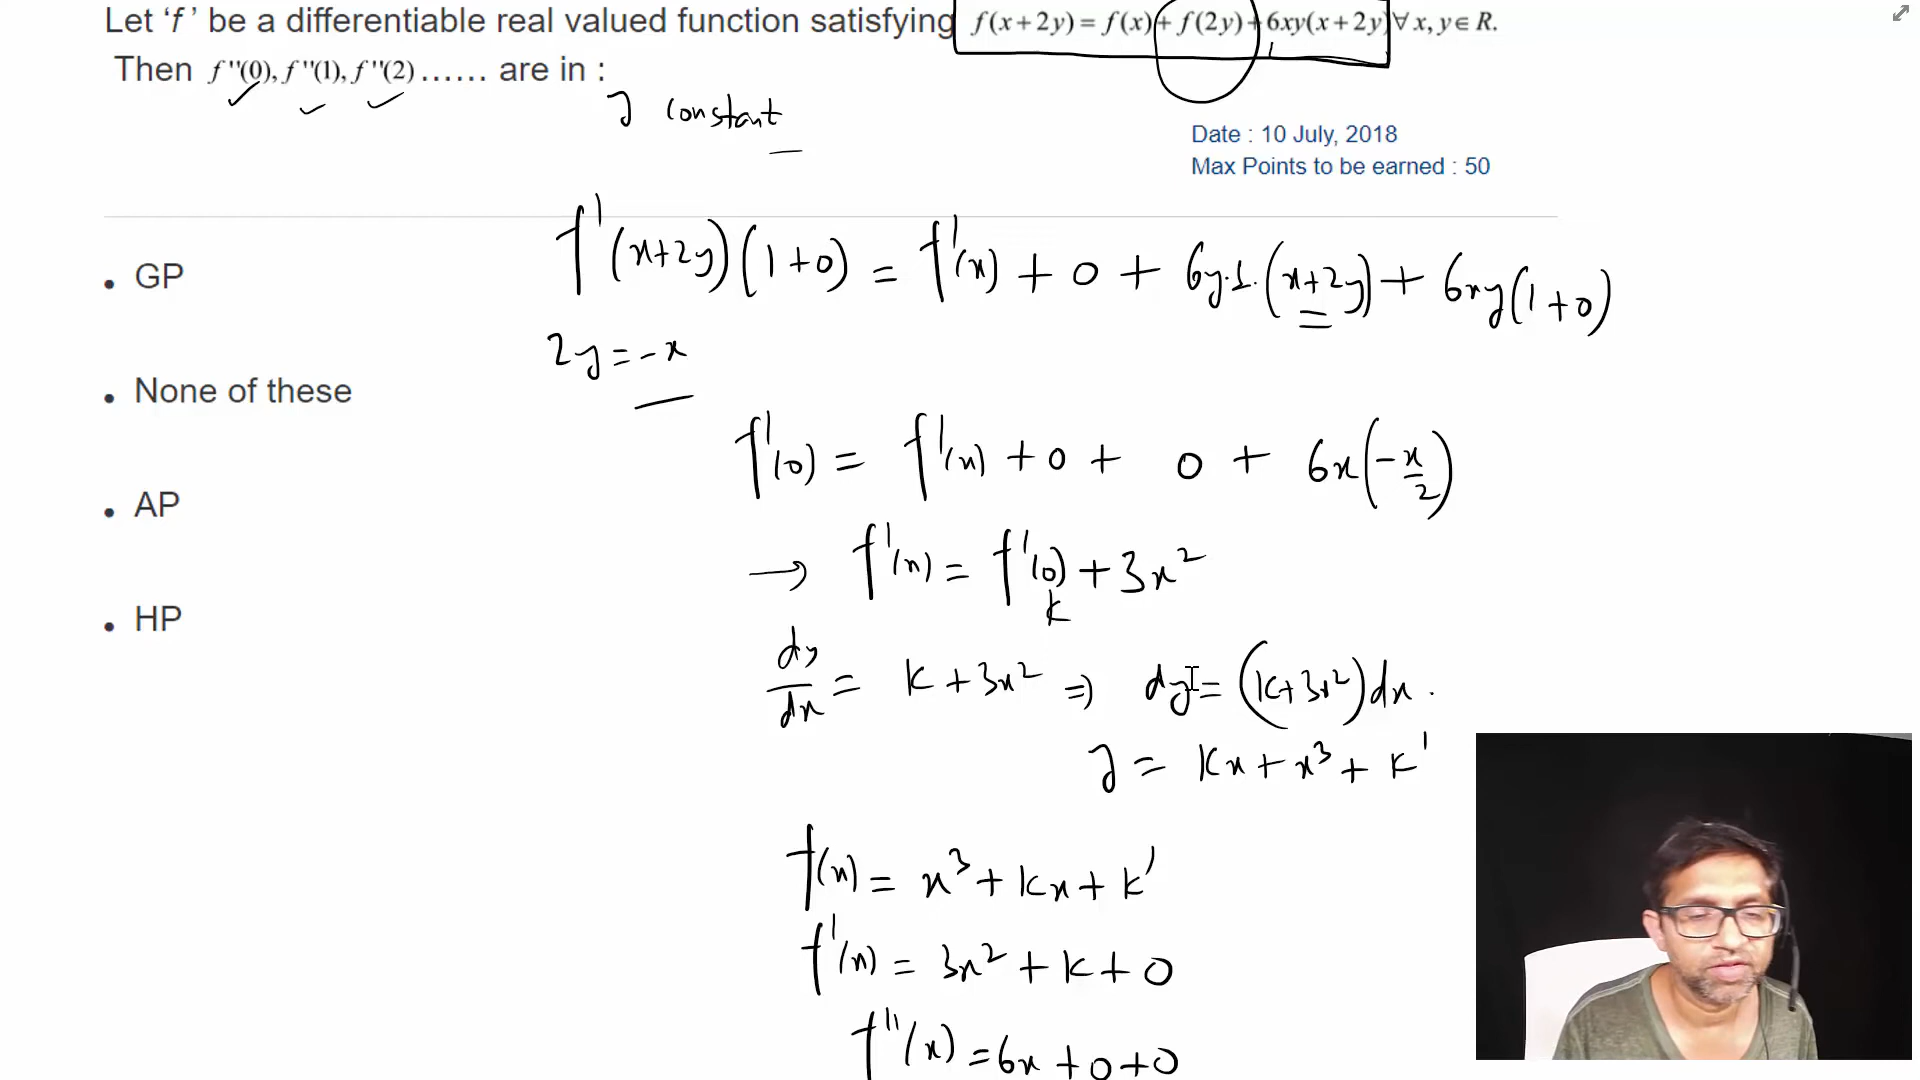 Let ‘f ’ be a differentiable real valued function satisfying f(x+2y) = f(x)+ f(2y)+6xy(x+2y)∀ x, y∈ R.
Then f "(0), f "(1), f "(2) ...... are in :
y constant
Date : 10 July, 2018
Max Points to be earned : 50
f'(x+2y)(1+0) = f'(x) + 0 + 6y·1·(x+2y) + 6xy(1+0)
2y = -x
• GP
• None of these
• AP
• HP
f'(0) = f'(x) + 0 + 0 + 6x(-x/2)
→ f'(x) = f'(0) + 3x²
k
dy/dx = k + 3x² ⇒ dy = (k+3x²)dx.
y = kx + x³ + k'
f(x) = x³ + kx + k'
f'(x) = 3x² + k + 0
f''(x) = 6x + 0 + 0